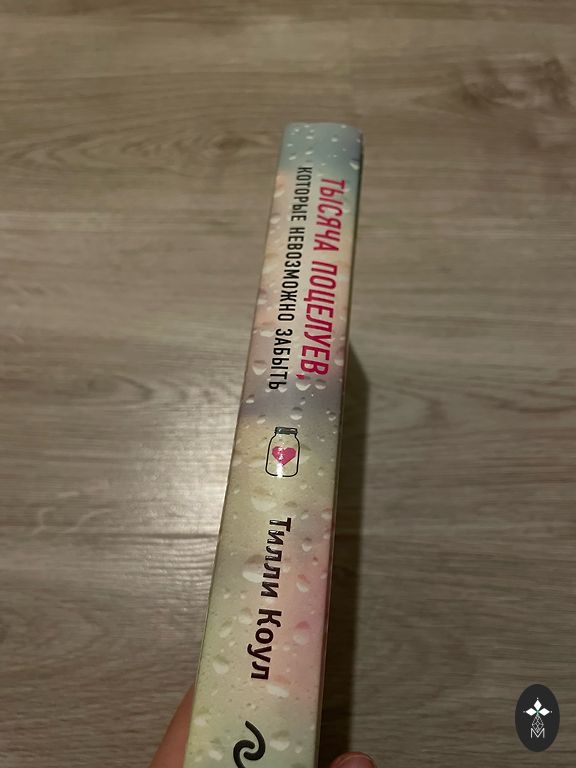 ТЫСЯЧА ПОЦЕЛУЕВ,
КОТОРЫЕ НЕВОЗМОЖНО ЗАБЫТЬ
Тилли Коул